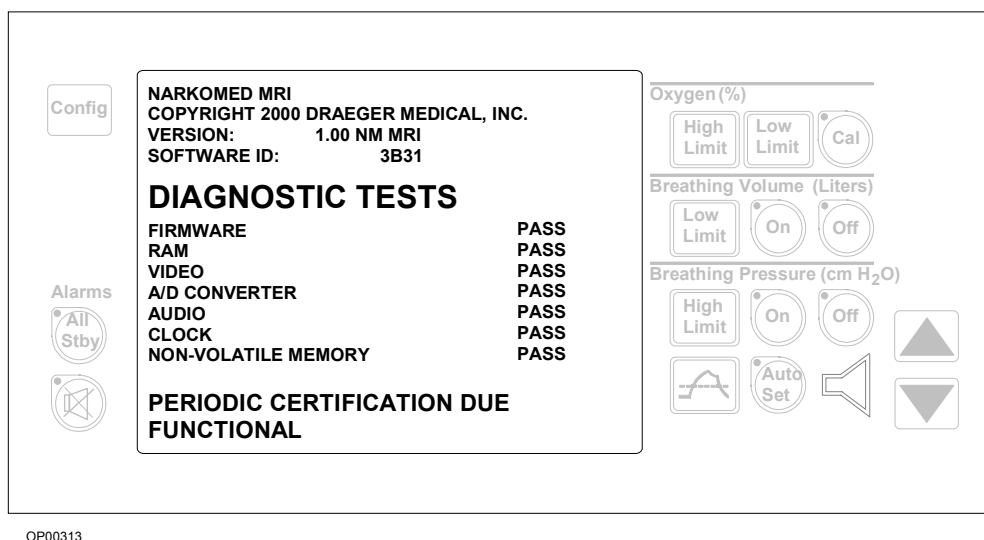 Config
NARKOMED MRI
COPYRIGHT 2000 DRAEGER MEDICAL, INC.
VERSION: 1.00 NM MRI
SOFTWARE ID: 3B31
DIAGNOSTIC TESTS
FIRMWARE PASS
RAM PASS
VIDEO PASS
A/D CONVERTER PASS
AUDIO PASS
CLOCK PASS
NON-VOLATILE MEMORY PASS
PERIODIC CERTIFICATION DUE
FUNCTIONAL
Alarms
All
Stby
Oxygen (%)
High
Limit
Low
Limit
Cal
Breathing Volume (Liters)
Low
Limit
On
Off
Breathing Pressure (cm H₂O)
High
Limit
On
Off
Auto
Set
OP00313